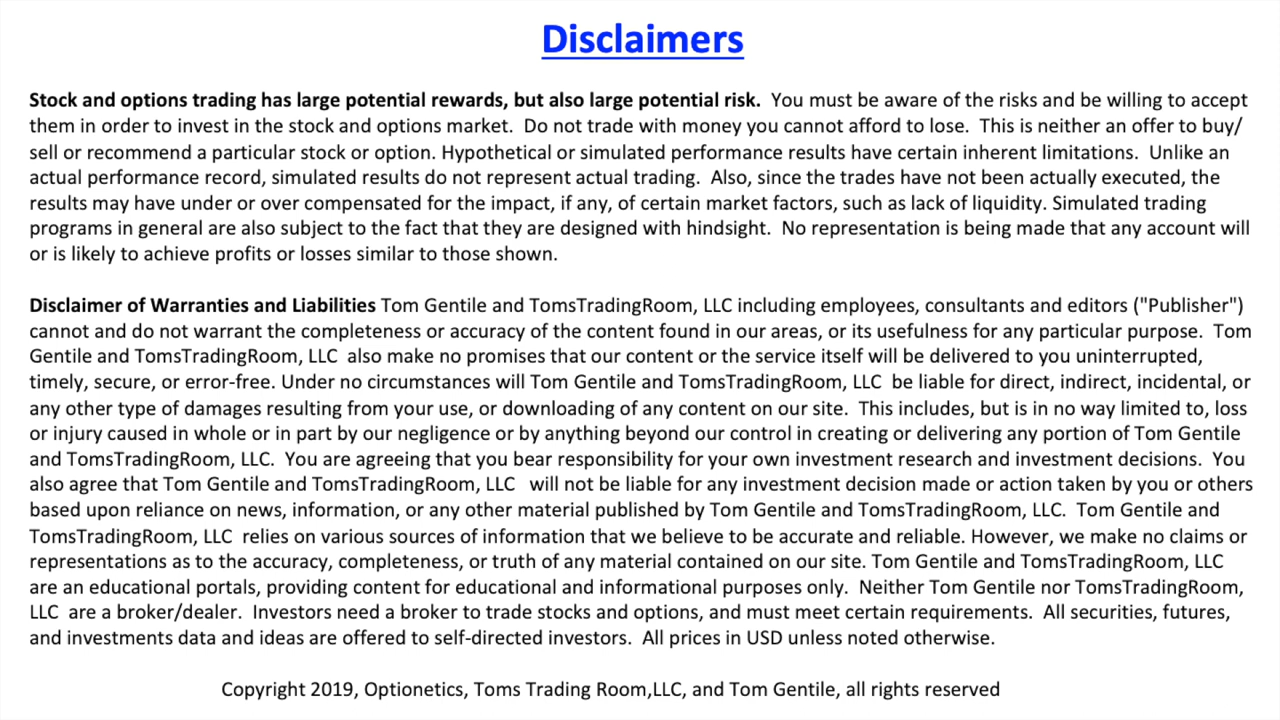 Disclaimers
Stock and options trading has large potential rewards, but also large potential risk.  You must be aware of the risks and be willing to accept
them in order to invest in the stock and options market.  Do not trade with money you cannot afford to lose.  This is neither an offer to buy/
sell or recommend a particular stock or option. Hypothetical or simulated performance results have certain inherent limitations.  Unlike an
actual performance record, simulated results do not represent actual trading.  Also, since the trades have not been actually executed, the
results may have under or over compensated for the impact, if any, of certain market factors, such as lack of liquidity. Simulated trading
programs in general are also subject to the fact that they are designed with hindsight.  No representation is being made that any account will
or is likely to achieve profits or losses similar to those shown.
Disclaimer of Warranties and Liabilities Tom Gentile and TomsTradingRoom, LLC including employees, consultants and editors ("Publisher")
cannot and do not warrant the completeness or accuracy of the content found in our areas, or its usefulness for any particular purpose.  Tom
Gentile and TomsTradingRoom, LLC  also make no promises that our content or the service itself will be delivered to you uninterrupted,
timely, secure, or error-free. Under no circumstances will Tom Gentile and TomsTradingRoom, LLC  be liable for direct, indirect, incidental, or
any other type of damages resulting from your use, or downloading of any content on our site.  This includes, but is in no way limited to, loss
or injury caused in whole or in part by our negligence or by anything beyond our control in creating or delivering any portion of Tom Gentile
and TomsTradingRoom, LLC.  You are agreeing that you bear responsibility for your own investment research and investment decisions.  You
also agree that Tom Gentile and TomsTradingRoom, LLC   will not be liable for any investment decision made or action taken by you or others
based upon reliance on news, information, or any other material published by Tom Gentile and TomsTradingRoom, LLC.  Tom Gentile and
TomsTradingRoom, LLC  relies on various sources of information that we believe to be accurate and reliable. However, we make no claims or
representations as to the accuracy, completeness, or truth of any material contained on our site. Tom Gentile and TomsTradingRoom, LLC
are an educational portals, providing content for educational and informational purposes only.  Neither Tom Gentile nor TomsTradingRoom,
LLC  are a broker/dealer.  Investors need a broker to trade stocks and options, and must meet certain requirements.  All securities, futures,
and investments data and ideas are offered to self-directed investors.  All prices in USD unless noted otherwise.
Copyright 2019, Optionetics, Toms Trading Room,LLC, and Tom Gentile, all rights reserved